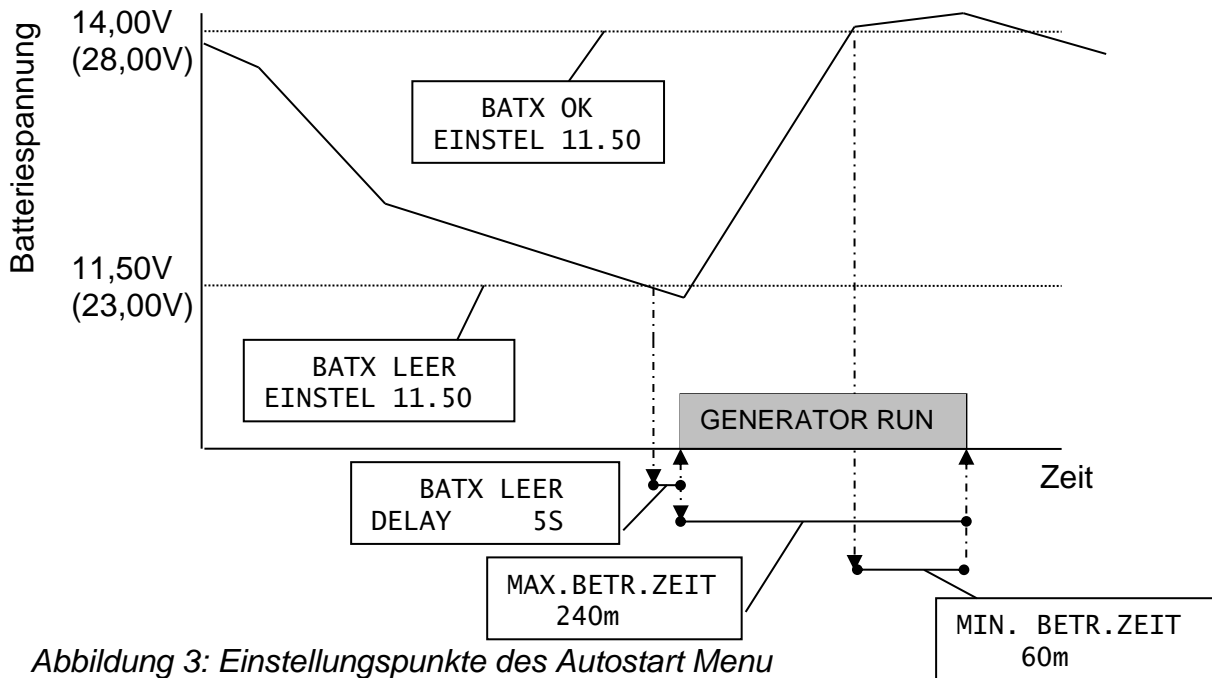 Batteriespannung
14,00V
(28,00V)
BATX OK
EINSTEL 11.50
11,50V
(23,00V)
BATX LEER
EINSTEL 11.50
GENERATOR RUN
Zeit
BATX LEER
DELAY 5S
MAX.BETR.ZEIT
240m
MIN. BETR.ZEIT
60m
Abbildung 3: Einstellungspunkte des Autostart Menu